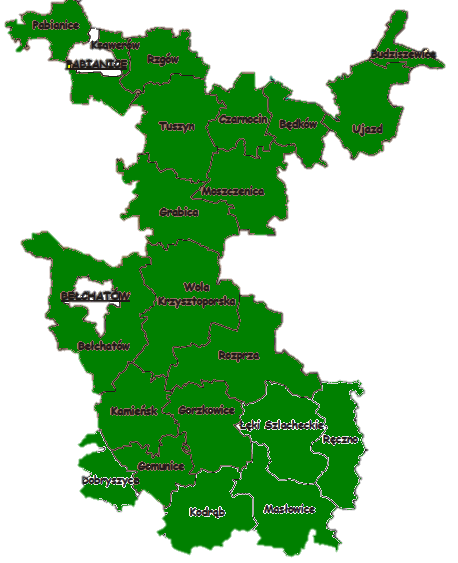 Pabianice
Ksawerów
PABIANICE
Rzgów
Budziszewice
Czarnocin
Tuszyn
Będków
Ujazd
Moszczenica
Grabica
Wola
Krzysztoporska
BEŁCHATÓW
Bełchatów
Rozprza
Kamieńsk
Gorzkowice
Łęki Szlacheckie
Ręczno
Gomunice
Dobryszyce
Kodrąb
Masłowice